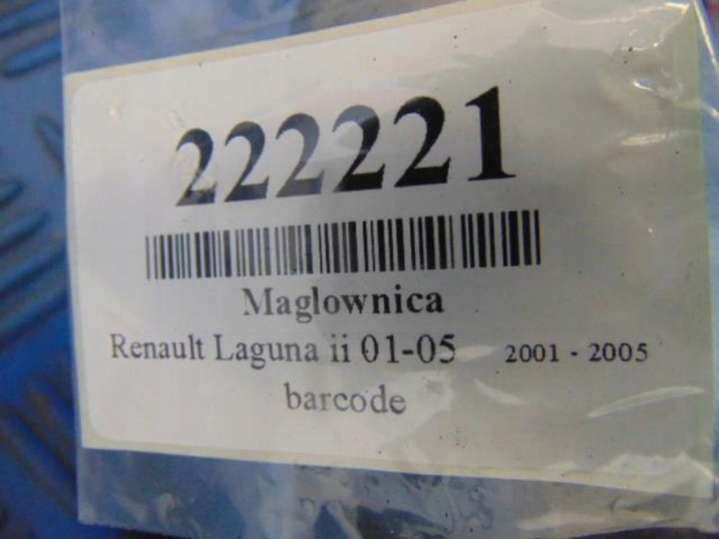 222221
Maglownica
Renault Laguna ii 01-05 2001 - 2005
barcode